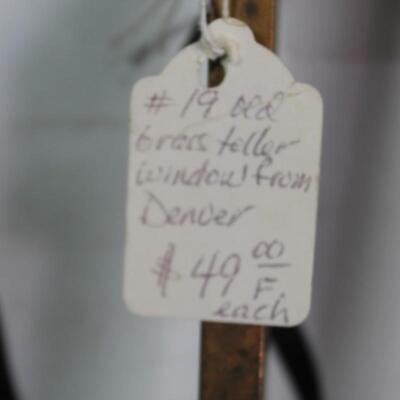 #19 old
brass teller
window from
Denver
$49 00/F
each